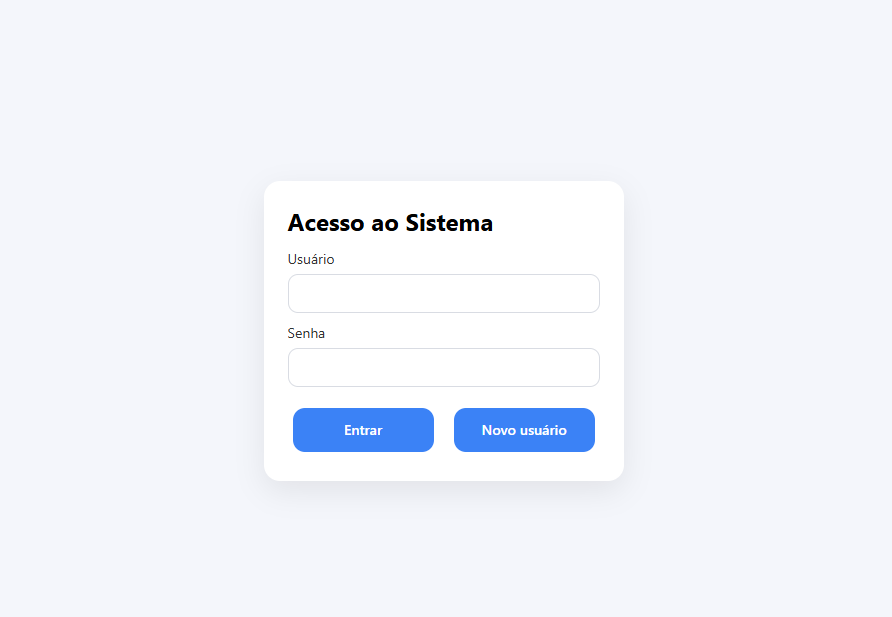 Acesso ao Sistema
Usuário
Senha
Entrar
Novo usuário